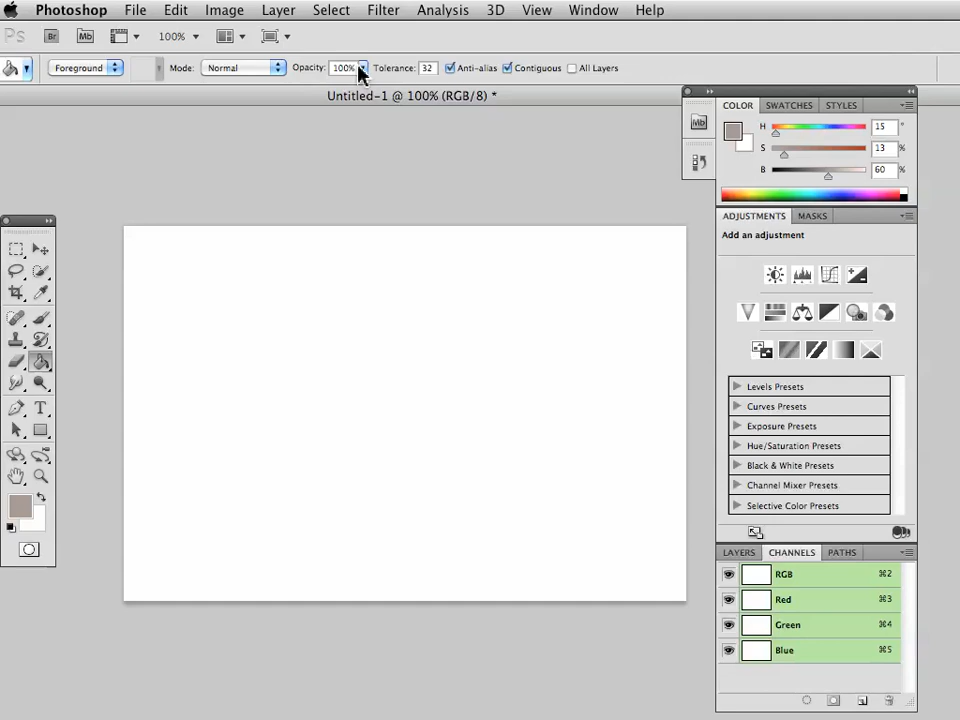 Photoshop File Edit Image Layer Select Filter Analysis 3D View Window Help
Ps Br Mb 100%
Foreground Mode: Normal Opacity: 100% Tolerance: 32 Anti-alias Contiguous All Layers
Untitled-1 @ 100% (RGB/8) *
Mb
COLOR SWATCHES STYLES
H 15 °
S 13 %
B 60 %
ADJUSTMENTS MASKS
Add an adjustment
Levels Presets
Curves Presets
Exposure Presets
Hue/Saturation Presets
Black & White Presets
Channel Mixer Presets
Selective Color Presets
LAYERS CHANNELS PATHS
RGB ⌘2
Red ⌘3
Green ⌘4
Blue ⌘5
T